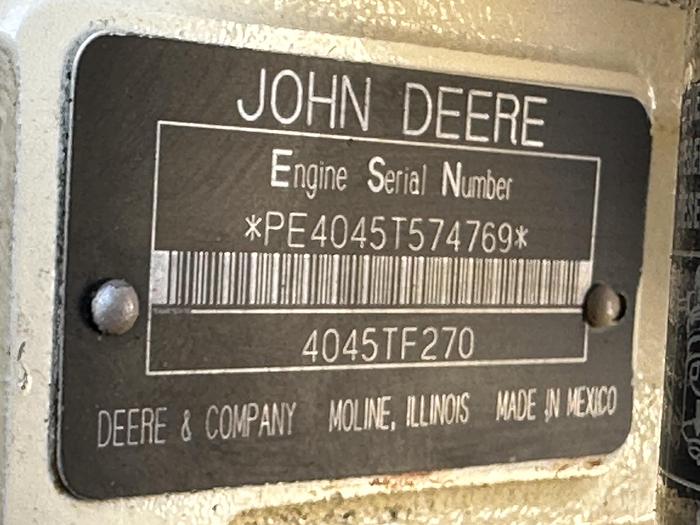 JOHN DEERE
Engine Serial Number
*PE4045T574769*
4045TF270
DEERE & COMPANY MOLINE, ILLINOIS MADE IN MEXICO